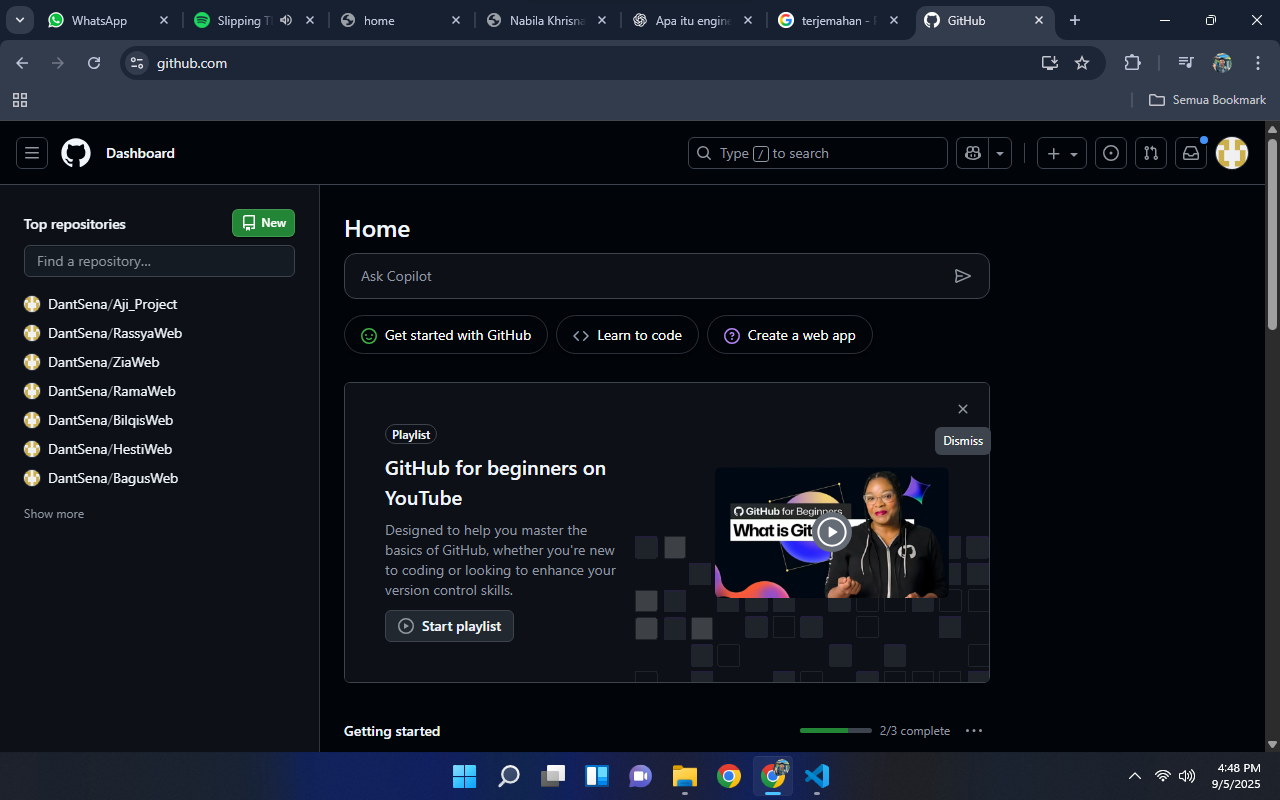 WhatsApp
Slipping Th
home
Nabila Khrisna
Apa itu engine
terjemahan -
GitHub
github.com
Semua Bookmark
Dashboard
Type / to search
Top repositories
New
Find a repository...
DantSena/Aji_Project
DantSena/RassyaWeb
DantSena/ZiaWeb
DantSena/RamaWeb
DantSena/BilqisWeb
DantSena/HestiWeb
DantSena/BagusWeb
Show more
Home
Ask Copilot
Get started with GitHub
Learn to code
Create a web app
Playlist
Dismiss
GitHub for beginners on
YouTube
Designed to help you master the
basics of GitHub, whether you're new
to coding or looking to enhance your
version control skills.
Start playlist
GitHub for Beginners
What is Git
Getting started
2/3 complete
4:48 PM
9/5/2025